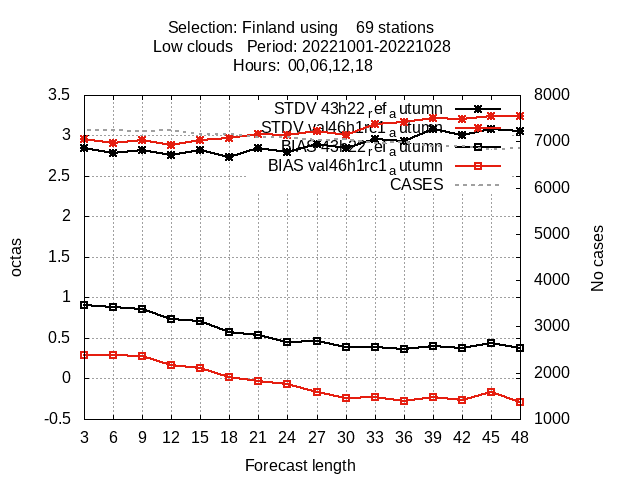 Selection: Finland using    69 stations
Low clouds   Period: 20221001-20221028
Hours:  00,06,12,18
STDV 43h22_ref_autumn
STDV val46h1rc1_autumn
BIAS 43h22_ref_autumn
BIAS val46h1rc1_autumn
CASES
3.5
3
2.5
2
1.5
1
0.5
0
-0.5
octas
8000
7000
6000
5000
4000
3000
2000
1000
No cases
3 6 9 12 15 18 21 24 27 30 33 36 39 42 45 48
Forecast length